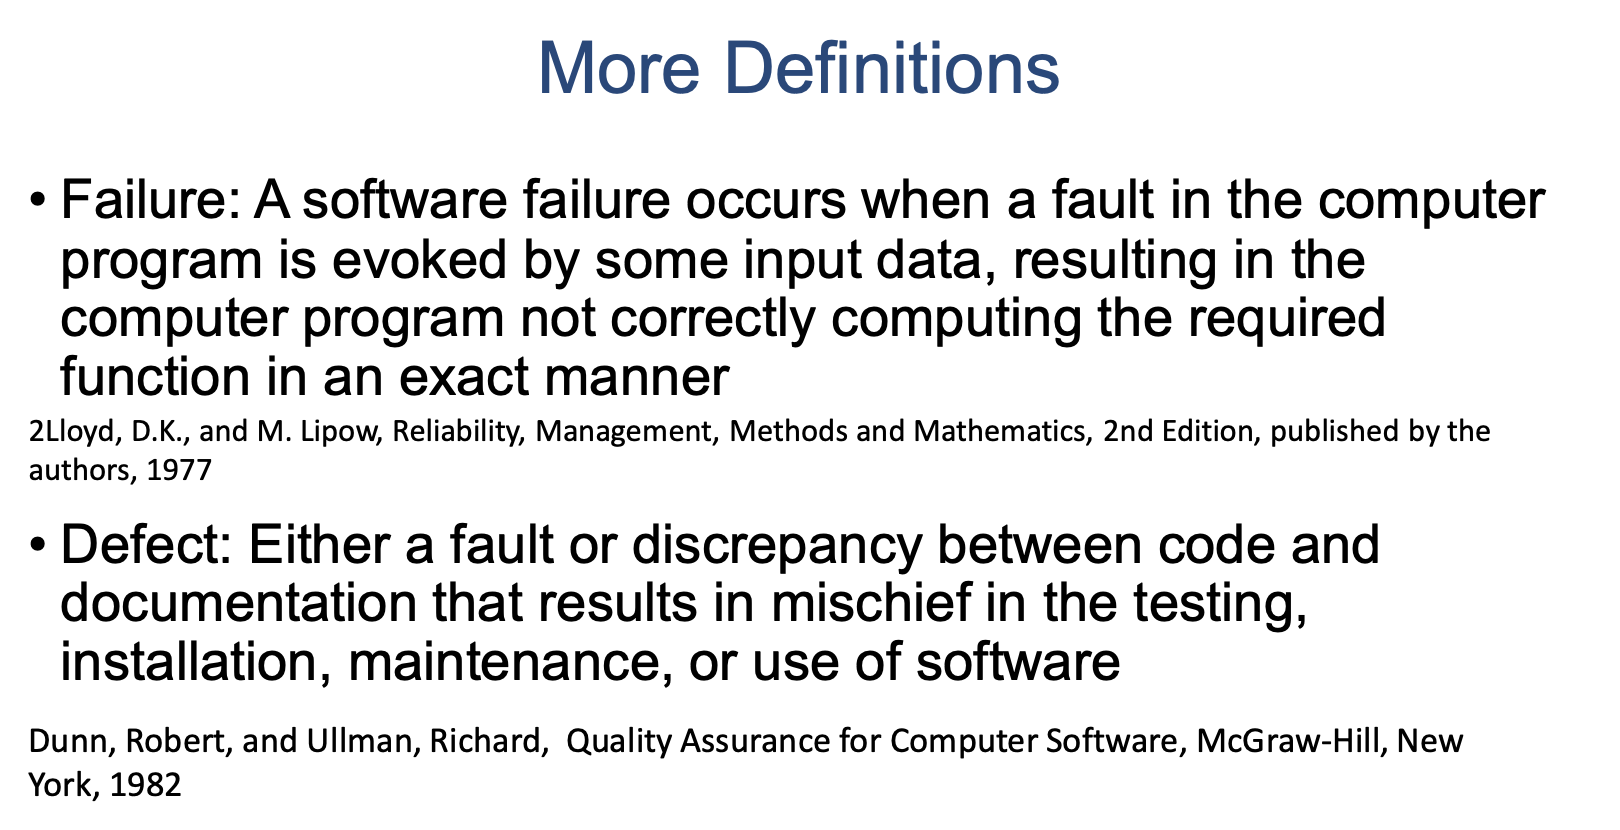 More Definitions
• Failure: A software failure occurs when a fault in the computer
program is evoked by some input data, resulting in the
computer program not correctly computing the required
function in an exact manner
2Lloyd, D.K., and M. Lipow, Reliability, Management, Methods and Mathematics, 2nd Edition, published by the
authors, 1977
• Defect: Either a fault or discrepancy between code and
documentation that results in mischief in the testing,
installation, maintenance, or use of software
Dunn, Robert, and Ullman, Richard,  Quality Assurance for Computer Software, McGraw-Hill, New
York, 1982